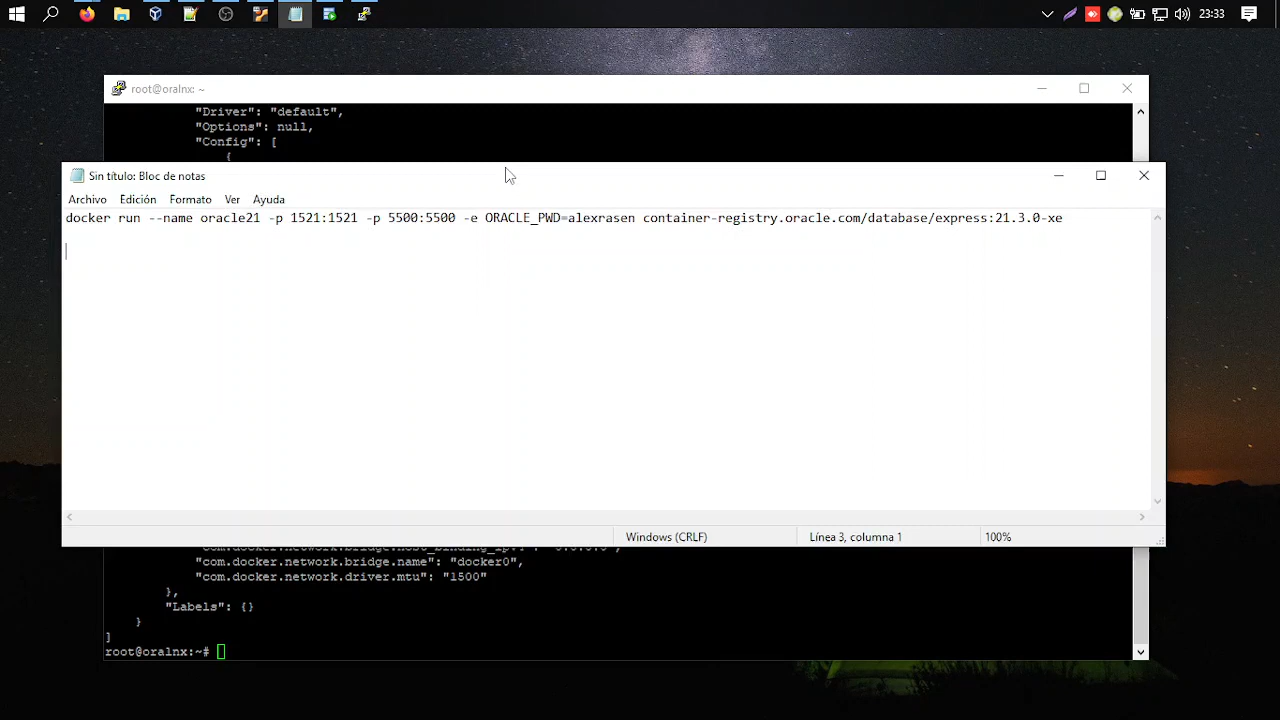 23:33
root@oralnx: ~
"Driver": "default",
"Options": null,
"Config": [
{
Sin título: Bloc de notas
Archivo Edición Formato Ver Ayuda
docker run --name oracle21 -p 1521:1521 -p 5500:5500 -e ORACLE_PWD=alexrasen container-registry.oracle.com/database/express:21.3.0-xe
Windows (CRLF) Línea 3, columna 1 100%
"com.docker.network.bridge.name": "docker0",
"com.docker.network.driver.mtu": "1500"
},
"Labels": {}
}
]
root@oralnx:~#